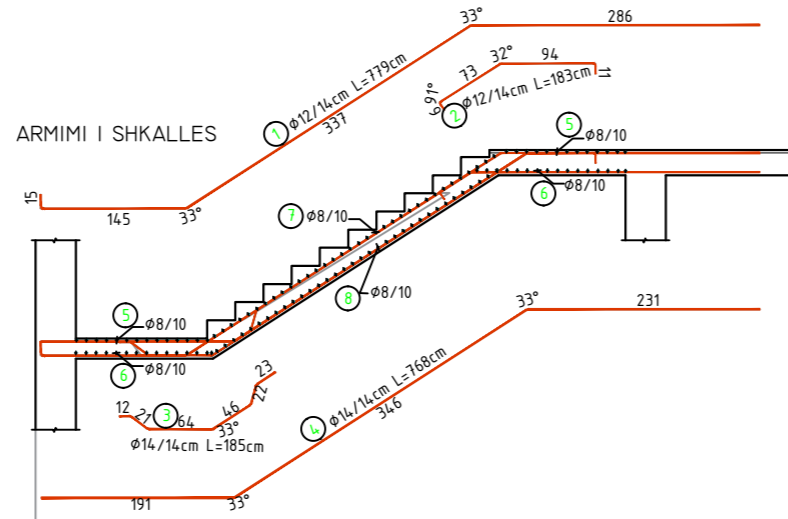 33°
286
32°
94
73
11
91°
9
② Φ12/14cm L=183cm
① Φ12/14cm L=779cm
337
ARMIMI I SHKALLES
15
145
33°
⑤ Φ8/10
⑥ Φ8/10
⑦ Φ8/10
⑧ Φ8/10
⑤ Φ8/10
⑥ Φ8/10
33°
231
12
21
③
64
33°
46
22
23
Φ14/14cm L=185cm
④ Φ14/14cm L=768cm
346
191
33°